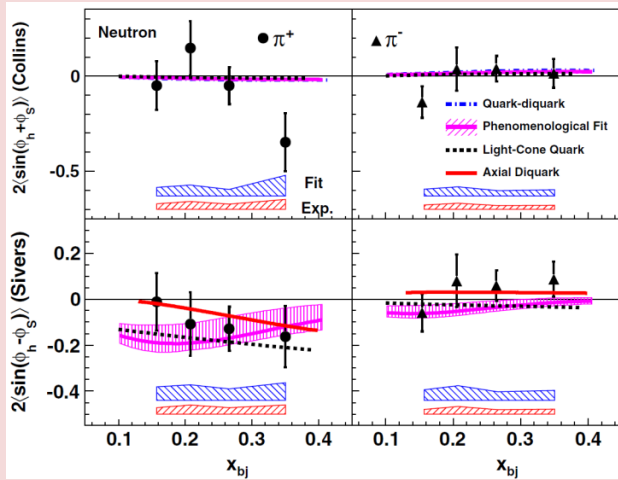 Neutron
π+
π-
2⟨sin(ϕh+ϕS)⟩ (Collins)
0
-0.5
Quark-diquark
Phenomenological Fit
Light-Cone Quark
Axial Diquark
Fit
Exp.
2⟨sin(ϕh-ϕS)⟩ (Sivers)
0.2
0
-0.2
-0.4
0.1 0.2 0.3 0.4 0.1 0.2 0.3 0.4
xbj xbj